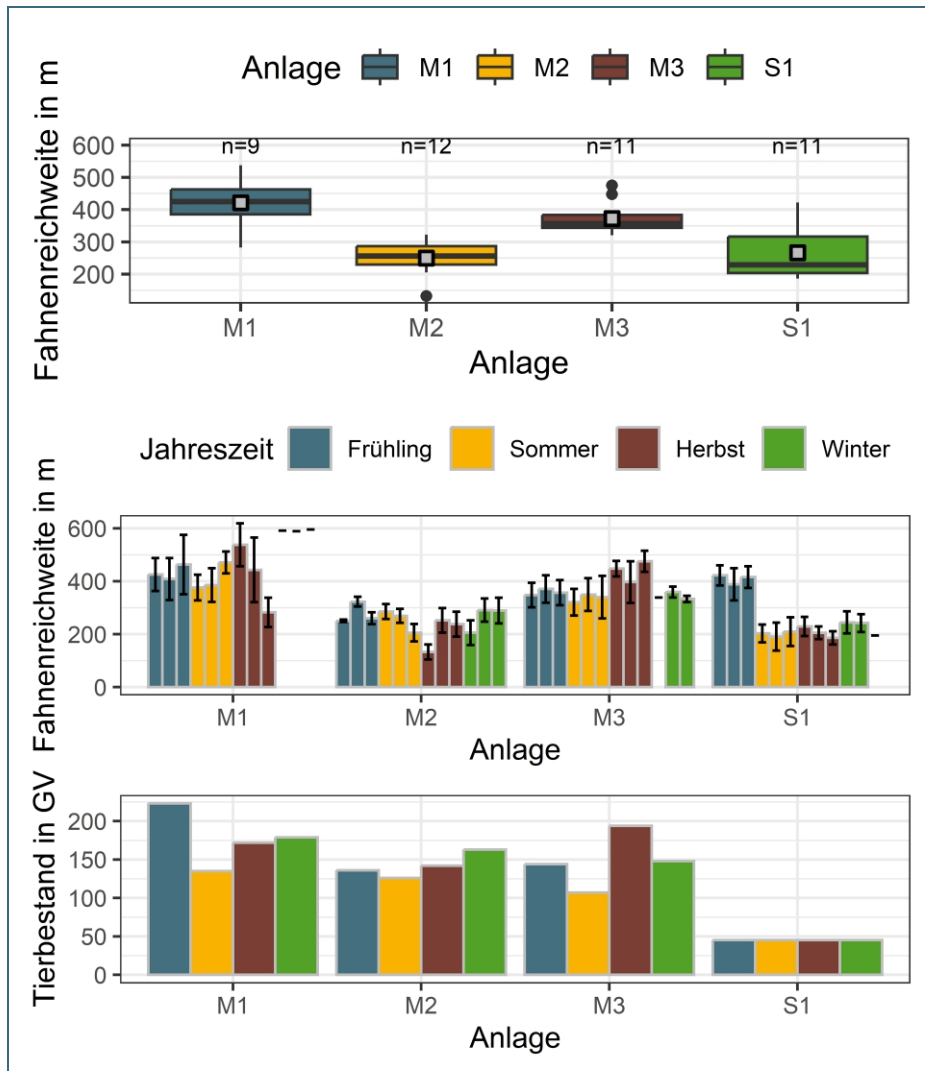 Anlage M1 M2 M3 S1
Fahnenreichweite in m
600
500
400
300
200
n=9 n=12 n=11 n=11
M1 M2 M3 S1
Anlage
Jahreszeit Frühling Sommer Herbst Winter
Fahnenreichweite in m
600
400
200
0
M1 M2 M3 S1
Anlage
Tierbestand in GV
200
150
100
50
0
M1 M2 M3 S1
Anlage